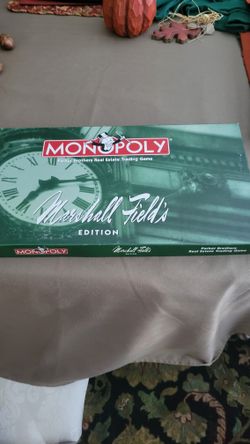 MONOPOLY
Parker Brothers Real Estate Trading Game
Marshall Field's
EDITION
MONOPOLY
Marshall Field's
Parker Brothers
Real Estate Trading Game